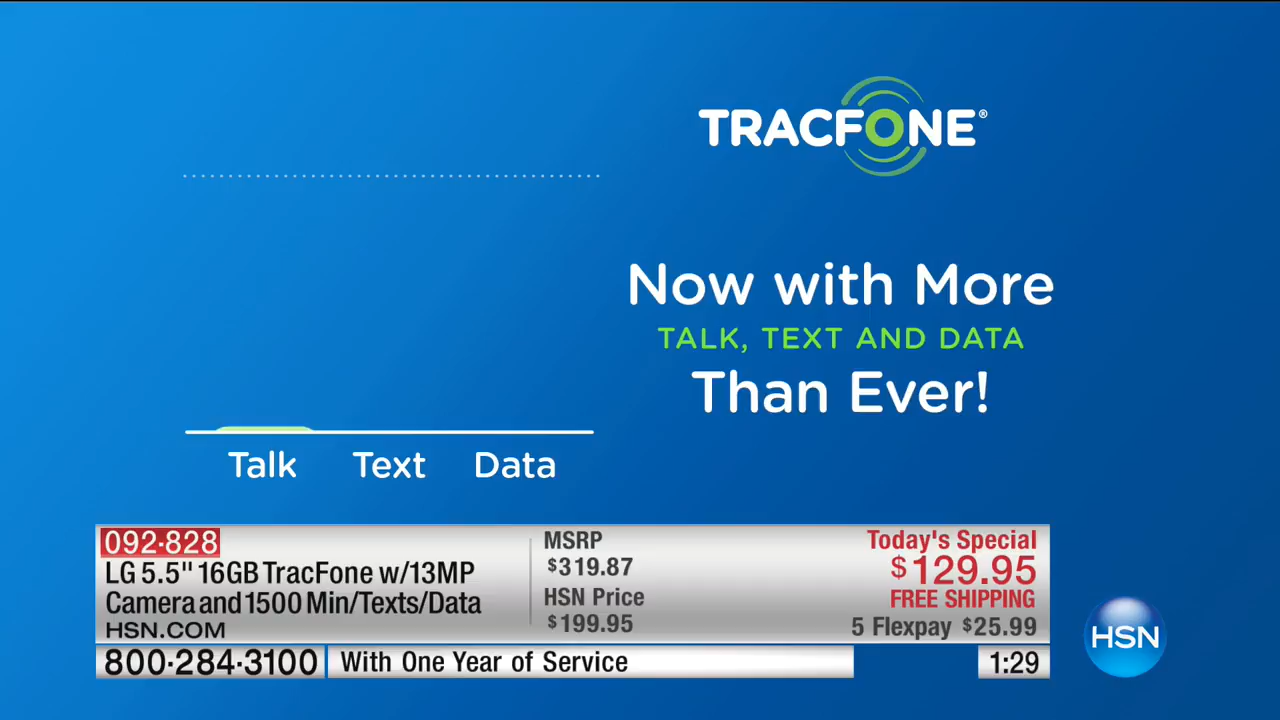 TRACFONE®
Now with More
TALK, TEXT AND DATA
Than Ever!
Talk Text Data
092·828
LG 5.5" 16GB TracFone w/13MP
Camera and 1500 Min/Texts/Data
HSN.COM
MSRP
$319.87
HSN Price
$199.95
Today's Special
$129.95
FREE SHIPPING
5 Flexpay $25.99
800·284·3100
With One Year of Service
1:29
HSN